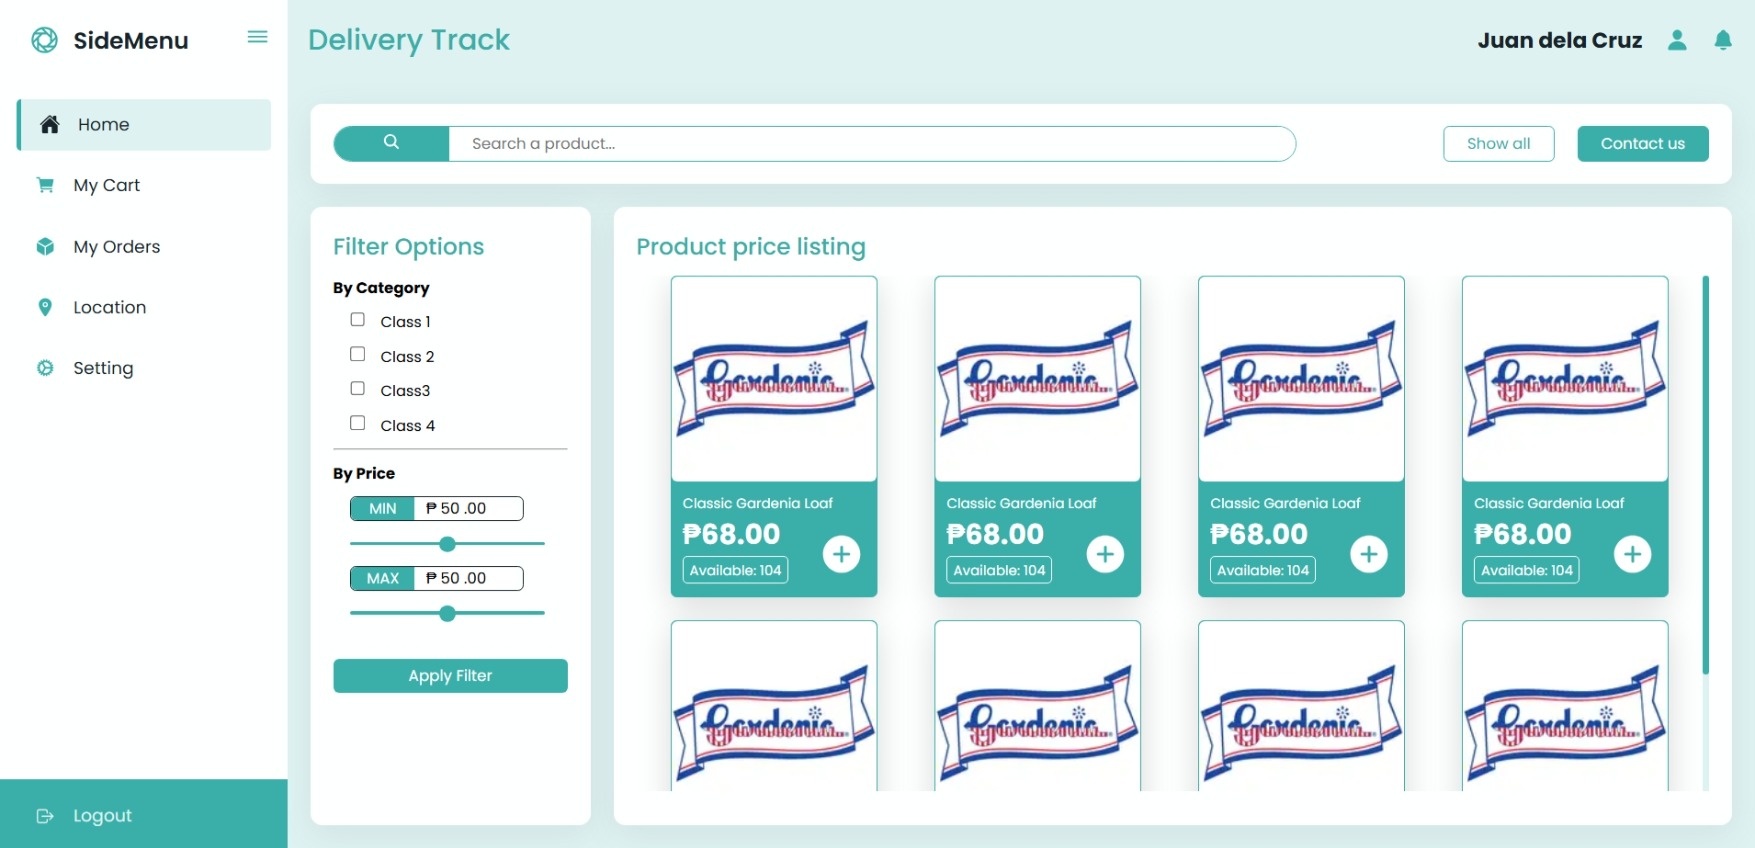 SideMenu
Delivery Track
Juan dela Cruz
Home
My Cart
My Orders
Location
Setting
Logout
Search a product...
Show all
Contact us
Filter Options
By Category
Class 1
Class 2
Class3
Class 4
By Price
MIN ₱ 50 .00
MAX ₱ 50 .00
Apply Filter
Product price listing
Gardenia
Gardenia
Gardenia
Gardenia
Classic Gardenia Loaf
₱68.00
Available: 104
Classic Gardenia Loaf
₱68.00
Available: 104
Classic Gardenia Loaf
₱68.00
Available: 104
Classic Gardenia Loaf
₱68.00
Available: 104
Gardenia
Gardenia
Gardenia
Gardenia